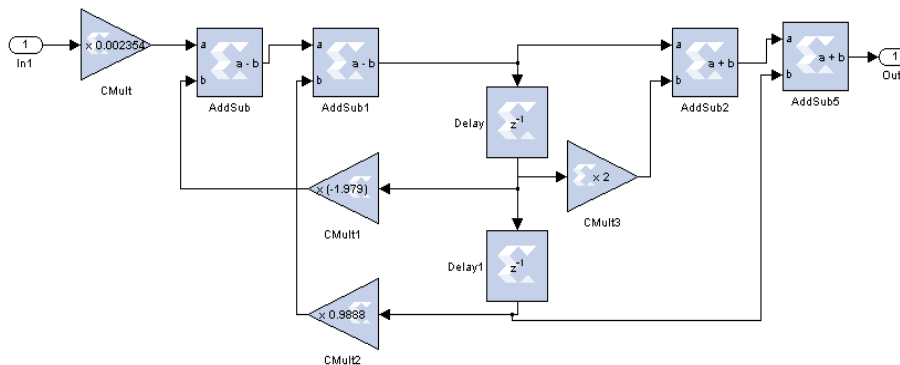 1
In1
x 0.002354
CMult
a
b
a - b
AddSub
a
b
a - b
AddSub1
Delay
z-1
x (-1.979)
CMult1
x 2
CMult3
Delay1
z-1
x 0.9888
CMult2
a
b
a + b
AddSub2
a
b
a + b
AddSub5
1
Out